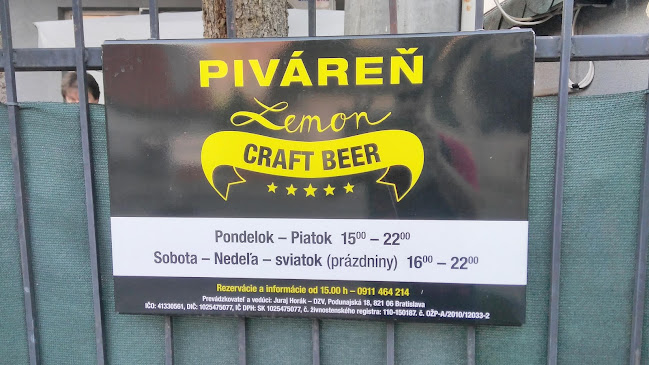 PIVÁREŇ
Lemon
CRAFT BEER
Pondelok – Piatok 15⁰⁰ – 22⁰⁰
Sobota – Nedeľa – sviatok (prázdniny) 16⁰⁰ – 22⁰⁰
Rezervácie a informácie od 15.00 h – 0911 464 214
Prevádzkovateľ a vedúci: Juraj Horák – DZV, Podunajská 18, 821 06 Bratislava
IČO: 41330561, DIČ: 1025475077, IČ DPH: SK 1025475077, č. živnostenského registra: 110-150187. č. OŽP-A/2010/12033-2